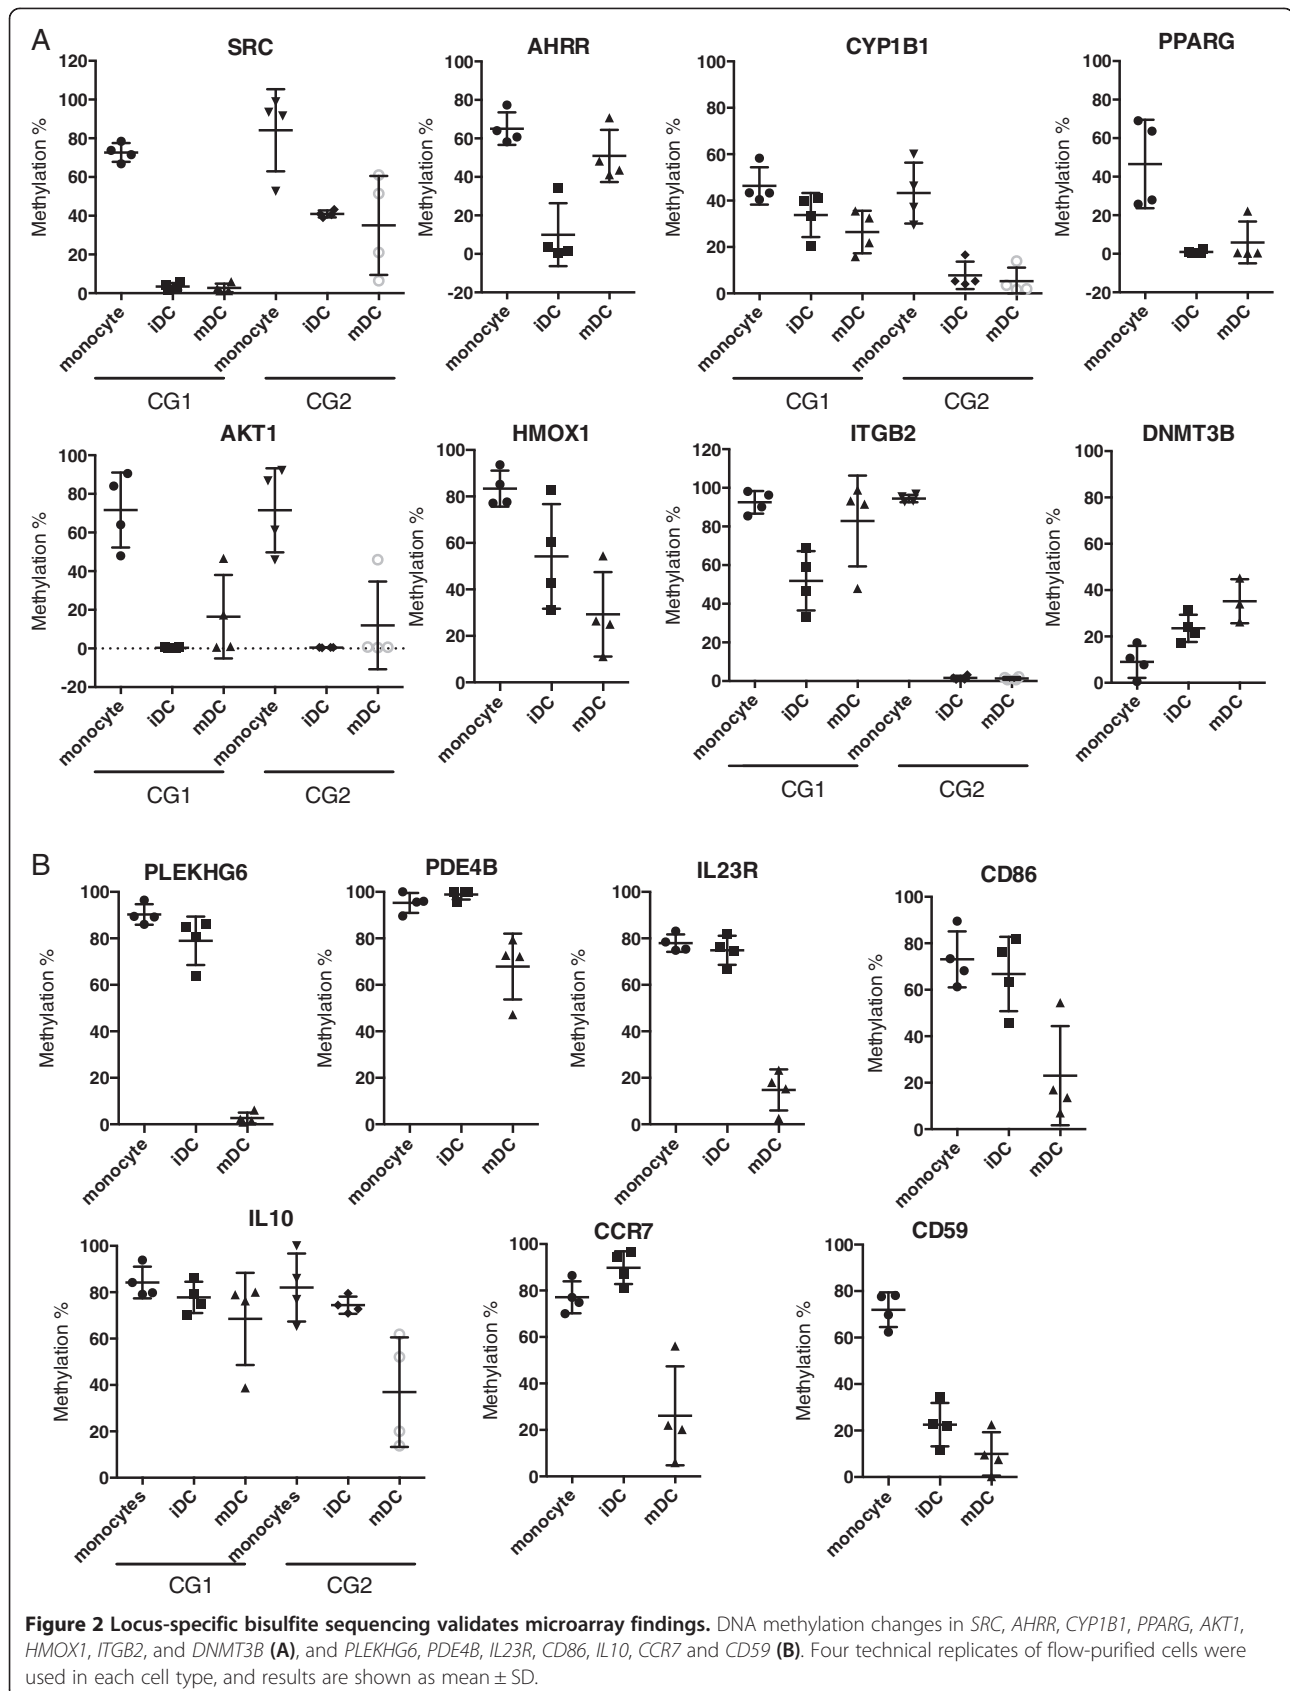 A
SRC
Methylation %
120
100
80
60
40
20
0
monocyte
iDC
mDC
monocyte
iDC
mDC
CG1
CG2
AHRR
Methylation %
100
80
60
40
20
0
-20
monocyte
iDC
mDC
CYP1B1
Methylation %
100
80
60
40
20
0
monocyte
iDC
mDC
monocyte
iDC
mDC
CG1
CG2
PPARG
Methylation %
100
80
60
40
20
0
-20
monocyte
iDC
mDC
AKT1
Methylation %
100
80
60
40
20
0
-20
monocyte
iDC
mDC
monocyte
iDC
mDC
CG1
CG2
HMOX1
Methylation %
100
80
60
40
20
0
monocyte
iDC
mDC
ITGB2
Methylation %
120
100
80
60
40
20
0
monocyte
iDC
mDC
monocyte
iDC
mDC
CG1
CG2
DNMT3B
Methylation %
100
80
60
40
20
0
monocyte
iDC
mDC
B
PLEKHG6
Methylation %
100
80
60
40
20
0
monocyte
iDC
mDC
PDE4B
Methylation %
100
80
60
40
20
0
monocyte
iDC
mDC
IL23R
Methylation %
100
80
60
40
20
0
monocyte
iDC
mDC
CD86
Methylation %
100
80
60
40
20
0
monocyte
iDC
mDC
IL10
Methylation %
100
80
60
40
20
0
monocytes
iDC
mDC
monocytes
iDC
mDC
CG1
CG2
CCR7
Methylation %
100
80
60
40
20
0
monocyte
iDC
mDC
CD59
Methylation %
100
80
60
40
20
0
monocyte
iDC
mDC
Figure 2 Locus-specific bisulfite sequencing validates microarray findings. DNA methylation changes in SRC, AHRR, CYP1B1, PPARG, AKT1,
HMOX1, ITGB2, and DNMT3B (A), and PLEKHG6, PDE4B, IL23R, CD86, IL10, CCR7 and CD59 (B). Four technical replicates of flow-purified cells were
used in each cell type, and results are shown as mean ± SD.